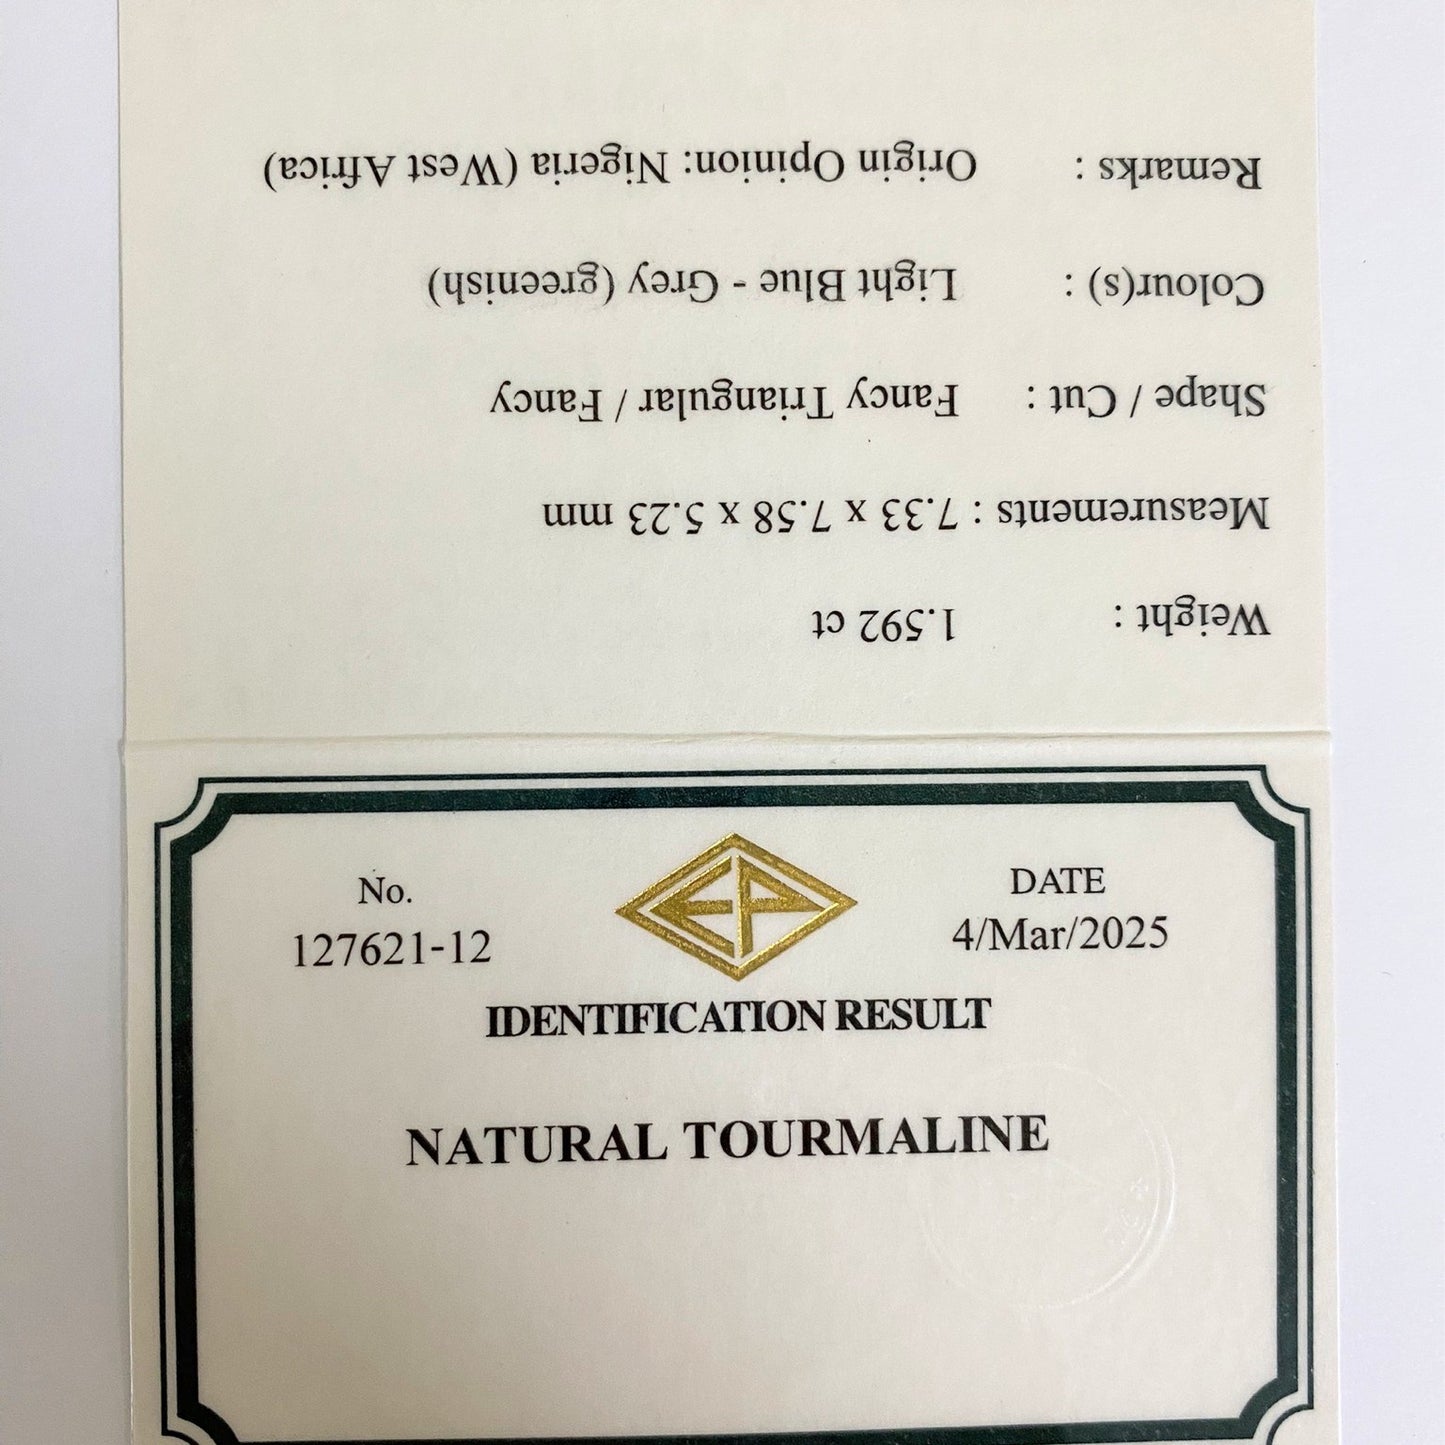 Weight : 1.592 ct
Measurements : 7.33 x 7.58 x 5.23 mm
Shape / Cut : Fancy Triangular / Fancy
Colour(s) : Light Blue - Grey (greenish)
Remarks : Origin Opinion: Nigeria (West Africa)
No.
127621-12
EP
DATE
4/Mar/2025
IDENTIFICATION RESULT
NATURAL TOURMALINE